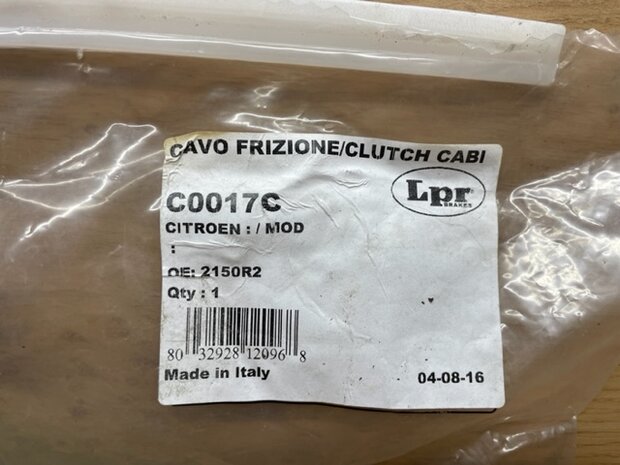 CAVO FRIZIONE/CLUTCH CABI
Lpr
BRAKES
C0017C
CITROEN : / MOD
:
OE: 2150R2
Qty : 1
80 32928 12096 8
Made in Italy
04-08-16